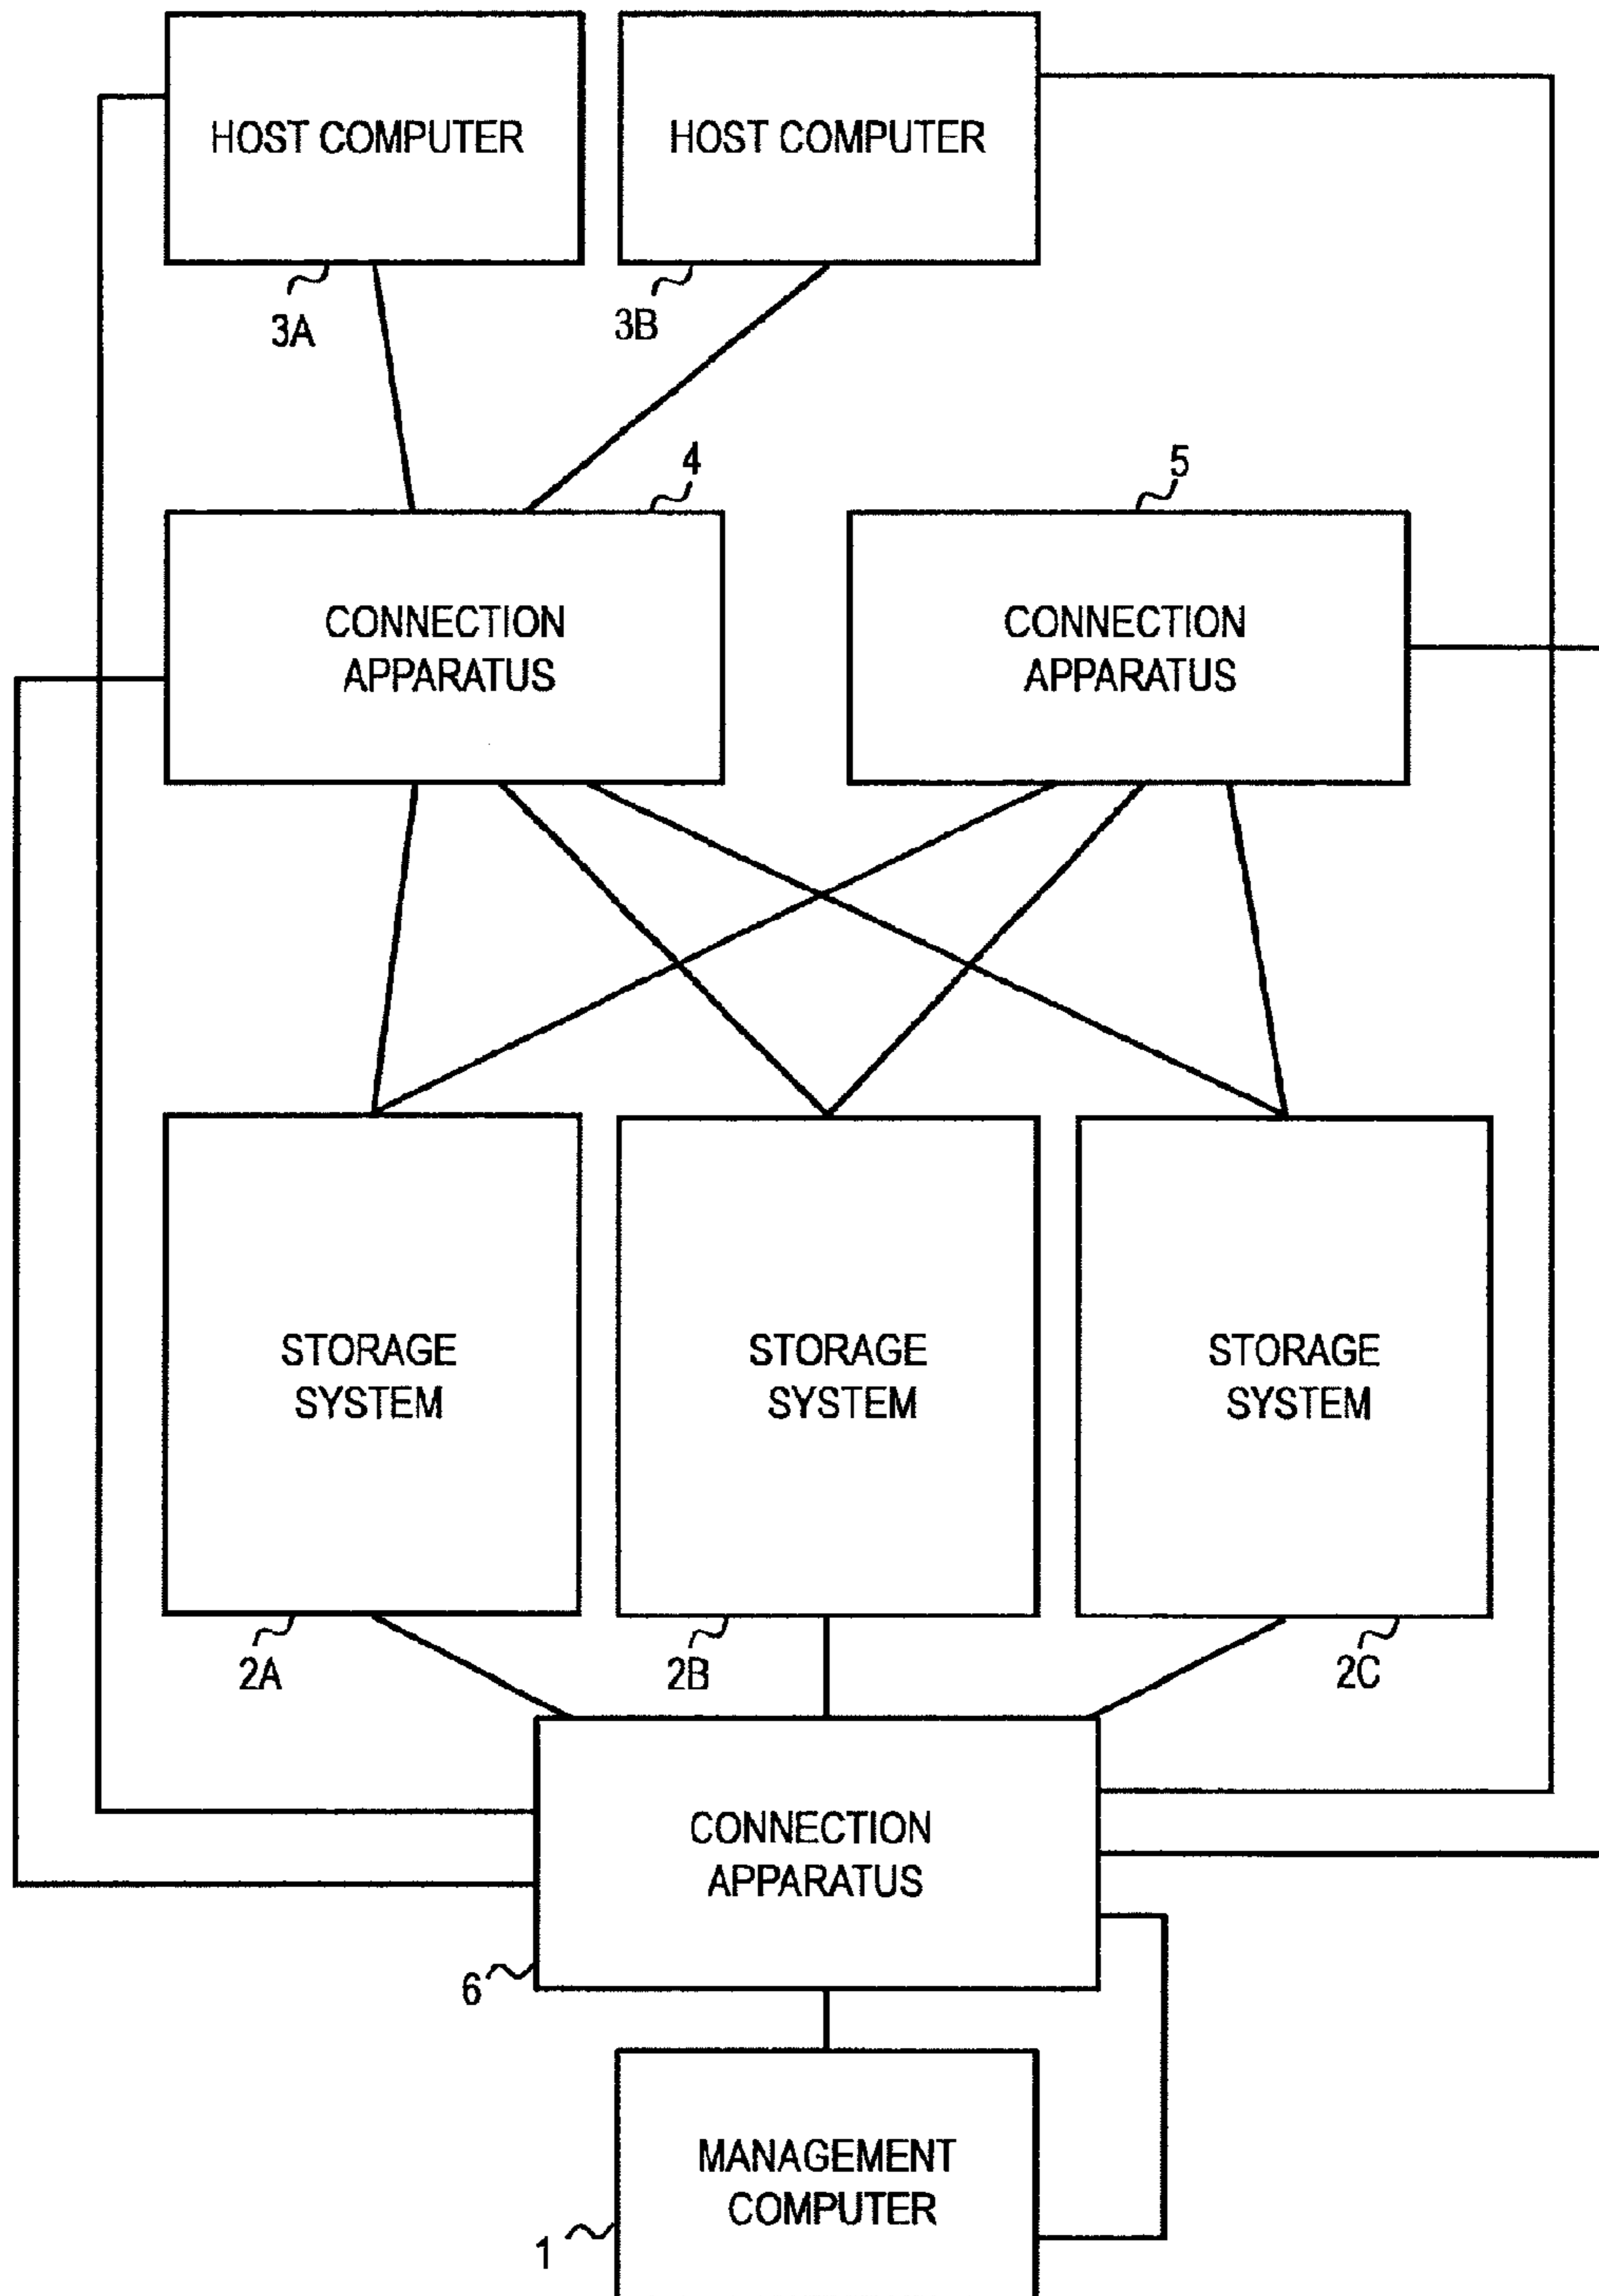 HOST COMPUTER
HOST COMPUTER
3A
3B
4
5
CONNECTION
APPARATUS
CONNECTION
APPARATUS
STORAGE
SYSTEM
STORAGE
SYSTEM
STORAGE
SYSTEM
2A
2B
2C
CONNECTION
APPARATUS
6
MANAGEMENT
COMPUTER
1